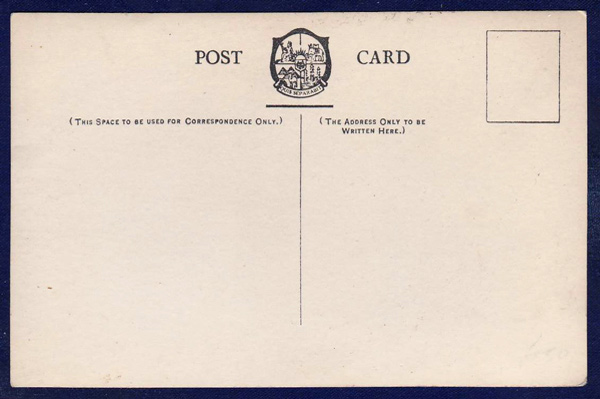 POST CARD
(THIS SPACE TO BE USED FOR CORRESPONDENCE ONLY.)
(THE ADDRESS ONLY TO BE
WRITTEN HERE.)